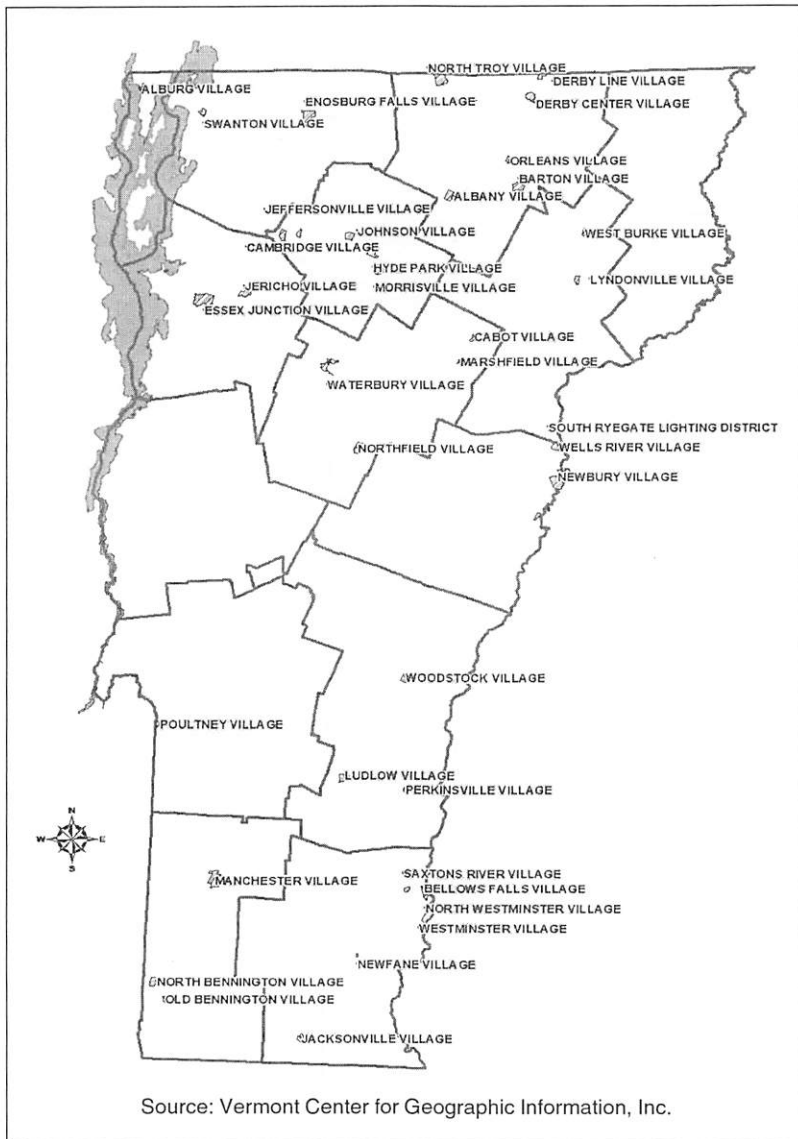 NORTH TROY VILLAGE
DERBY LINE VILLAGE
ALBURG VILLAGE
ENOSBURG FALLS VILLAGE
DERBY CENTER VILLAGE
SWANTON VILLAGE
ORLEANS VILLAGE
BARTON VILLAGE
ALBANY VILLAGE
JEFFERSONVILLE VILLAGE
JOHNSON VILLAGE
WEST BURKE VILLAGE
CAMBRIDGE VILLAGE
HYDE PARK VILLAGE
LYNDONVILLE VILLAGE
JERICHO VILLAGE
MORRISVILLE VILLAGE
ESSEX JUNCTION VILLAGE
CABOT VILLAGE
MARSHFIELD VILLAGE
WATERBURY VILLAGE
SOUTH RYEGATE LIGHTING DISTRICT
NORTHFIELD VILLAGE
WELLS RIVER VILLAGE
NEWBURY VILLAGE
WOODSTOCK VILLAGE
POULTNEY VILLAGE
LUDLOW VILLAGE
PERKINSVILLE VILLAGE
N
W E
S
SAXTONS RIVER VILLAGE
MANCHESTER VILLAGE
BELLOWS FALLS VILLAGE
NORTH WESTMINSTER VILLAGE
WESTMINSTER VILLAGE
NEWFANE VILLAGE
NORTH BENNINGTON VILLAGE
OLD BENNINGTON VILLAGE
JACKSONVILLE VILLAGE
Source: Vermont Center for Geographic Information, Inc.